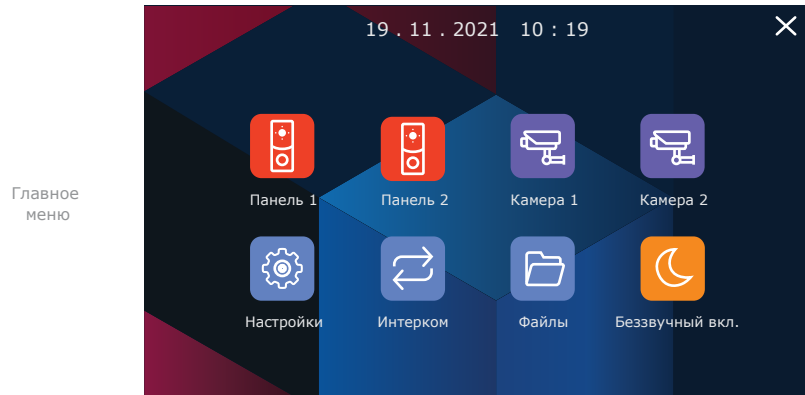 19 . 11 . 2021 10 : 19
Панель 1
Панель 2
Камера 1
Камера 2
Главное
меню
Настройки
Интерком
Файлы
Беззвучный вкл.